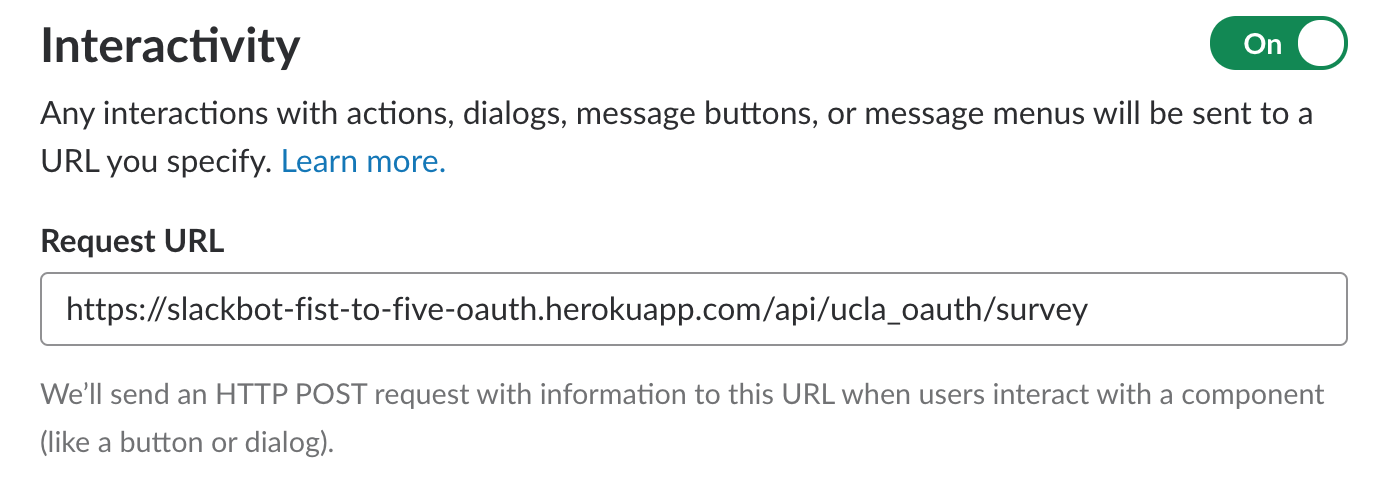 Interactivity
On
Any interactions with actions, dialogs, message buttons, or message menus will be sent to a
URL you specify. Learn more.
Request URL
https://slackbot-fist-to-five-oauth.herokuapp.com/api/ucla_oauth/survey
We’ll send an HTTP POST request with information to this URL when users interact with a component
(like a button or dialog).